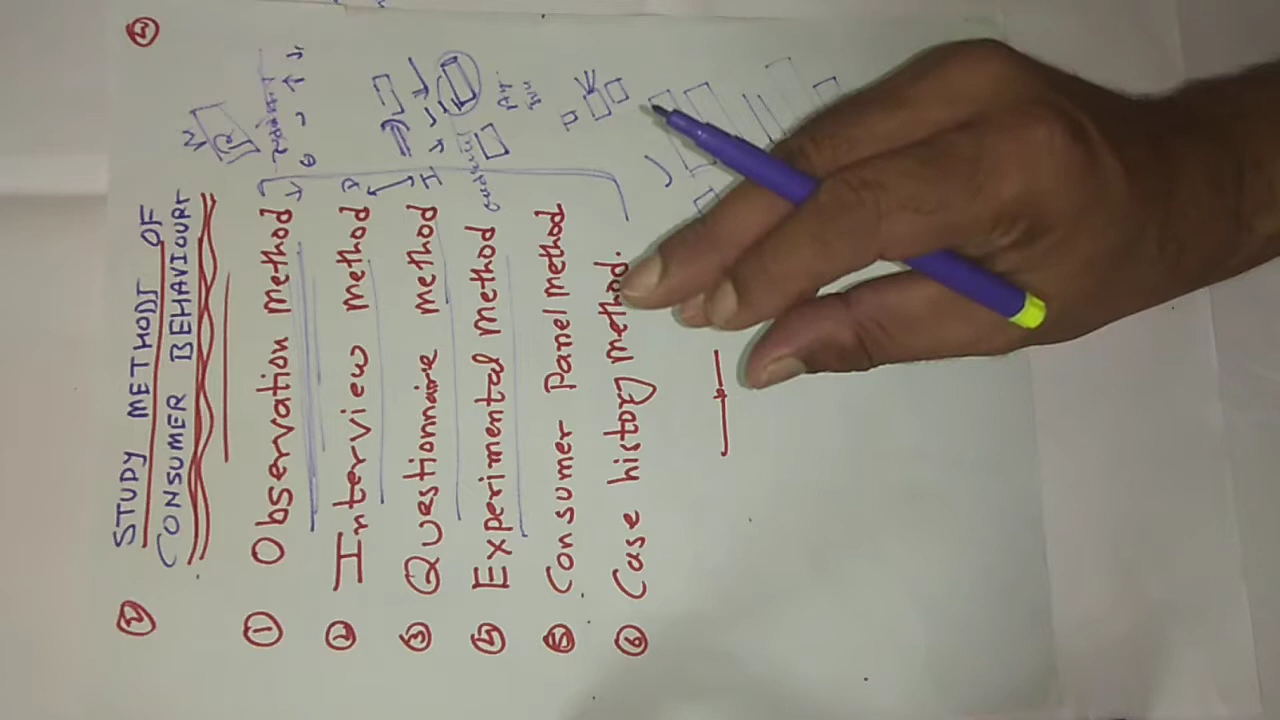 STUDY METHODS OF
CONSUMER BEHAVIOURT
① Observation Method
② Interview Method
③ Questionnaire method
④ Experimental Method
⑤ Consumer Panel method
⑥ Case history method.